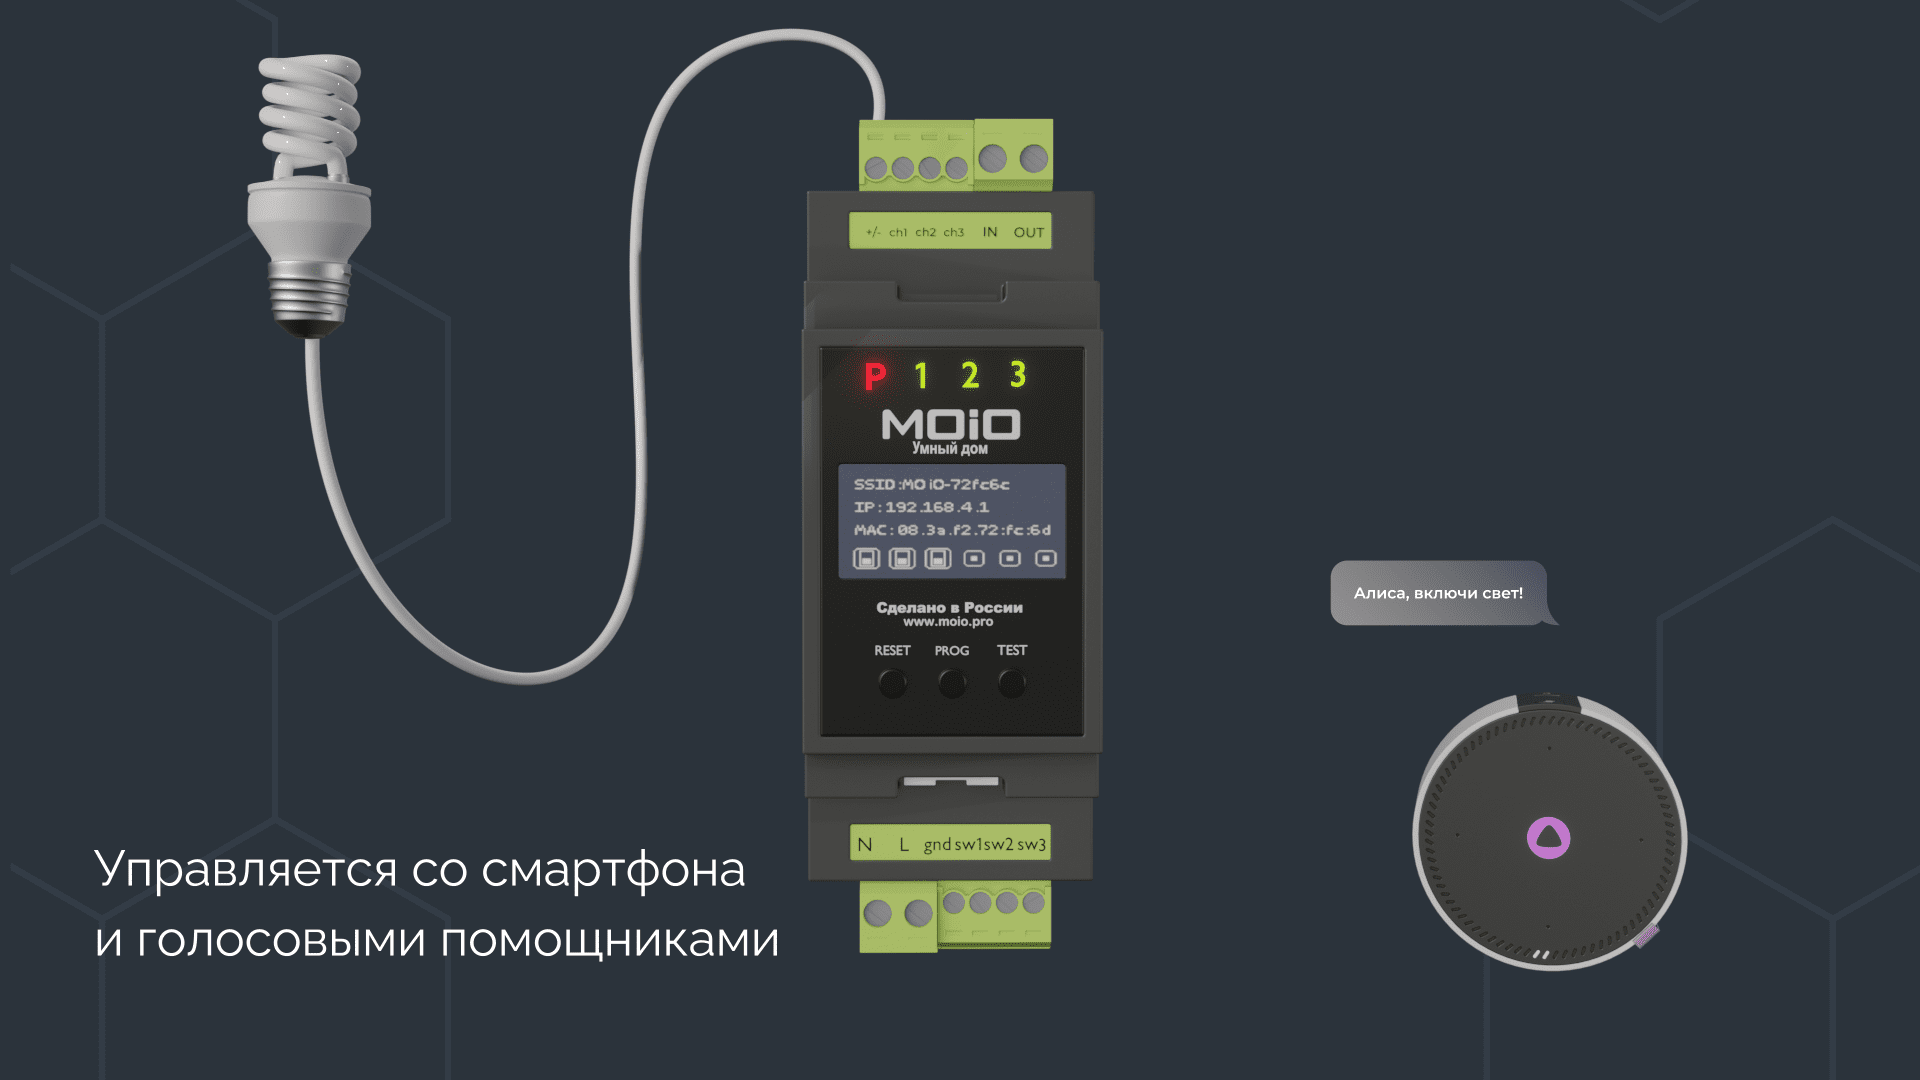 +/- ch1 ch2 ch3 IN OUT
P 1 2 3
MOiO
Умный дом
SSID:MOiO-72fc6c
IP:192.168.4.1
MAC:08.3a.f2.72:fc:6d
Сделано в России
www.moio.pro
RESET PROG TEST
N L gnd sw1 sw2 sw3
Алиса, включи свет!
Управляется со смартфона
и голосовыми помощниками